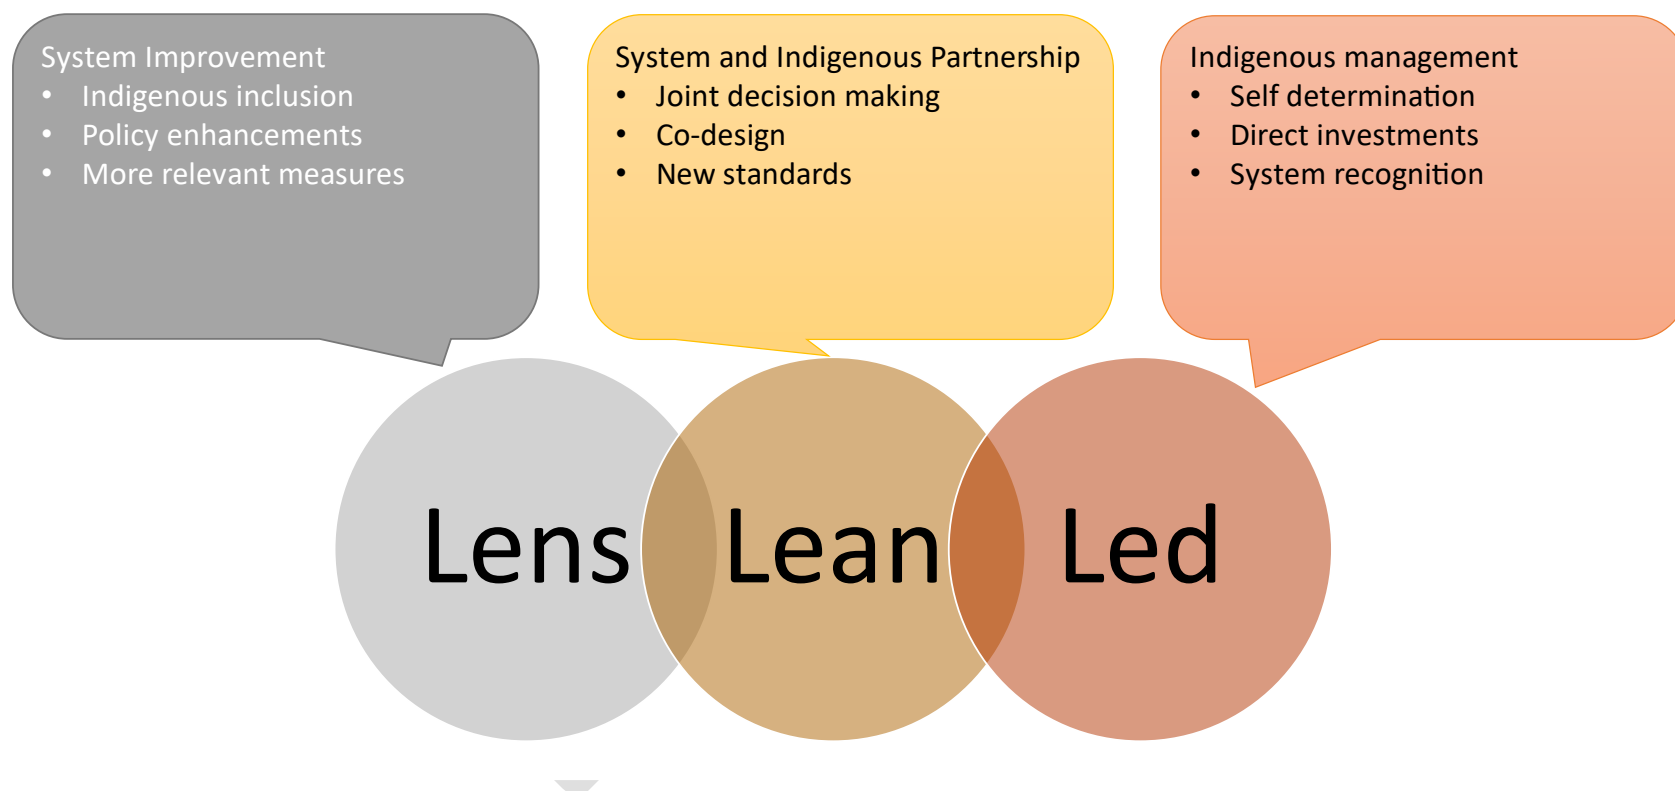 System Improvement
• Indigenous inclusion
• Policy enhancements
• More relevant measures
System and Indigenous Partnership
• Joint decision making
• Co-design
• New standards
Indigenous management
• Self determination
• Direct investments
• System recognition
Lens
Lean
Led